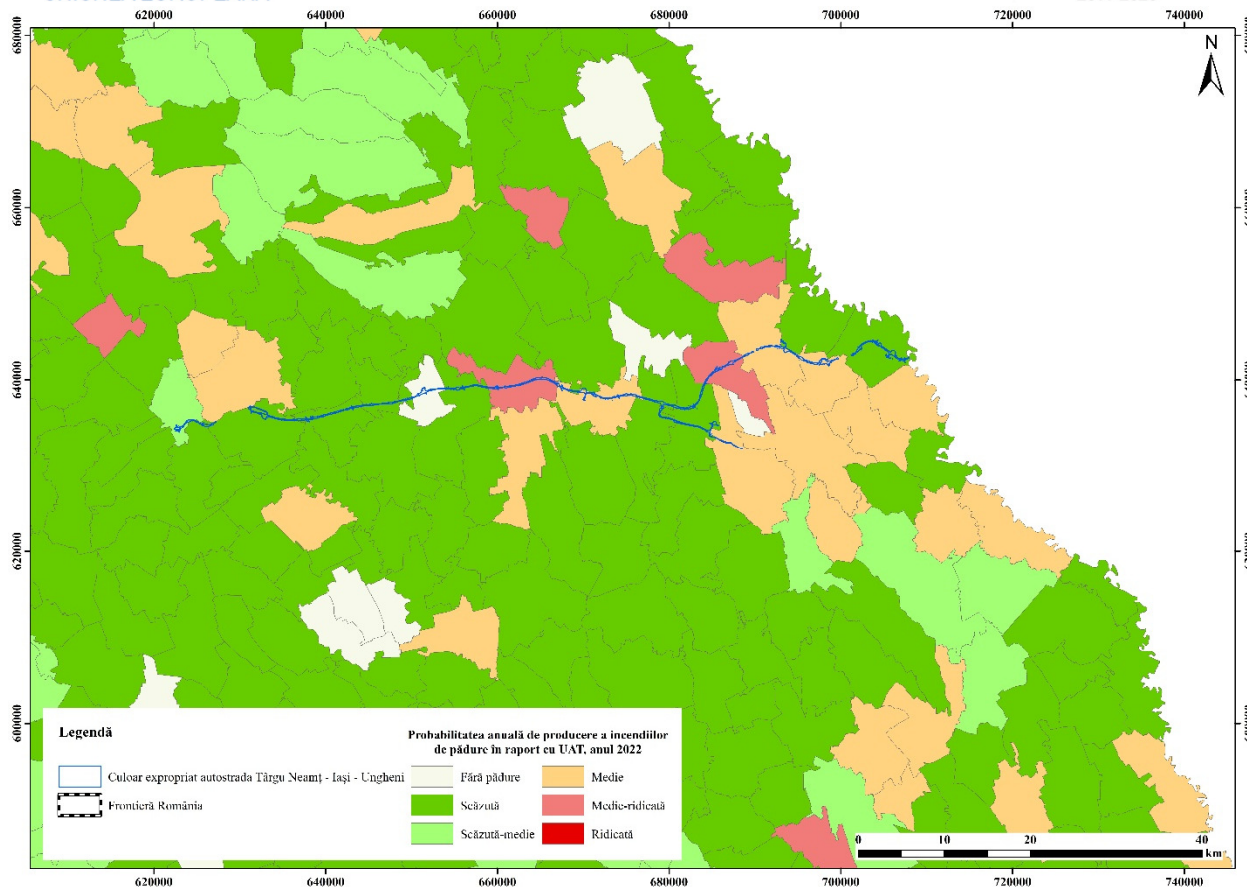 620000 640000 660000 680000 700000 720000 740000
680000
N
660000
660000
640000
640000
620000
600000
Legendă
Culoar expropriat autostrada Târgu Neamț - Iași - Ungheni
Frontieră România
Probabilitatea anuală de producere a incendiilor
de pădure în raport cu UAT, anul 2022
Fără pădure
Scăzută
Scăzută-medie
Medie
Medie-ridicată
Ridicată
0 10 20 40
km
620000 640000 660000 680000 700000 720000 740000